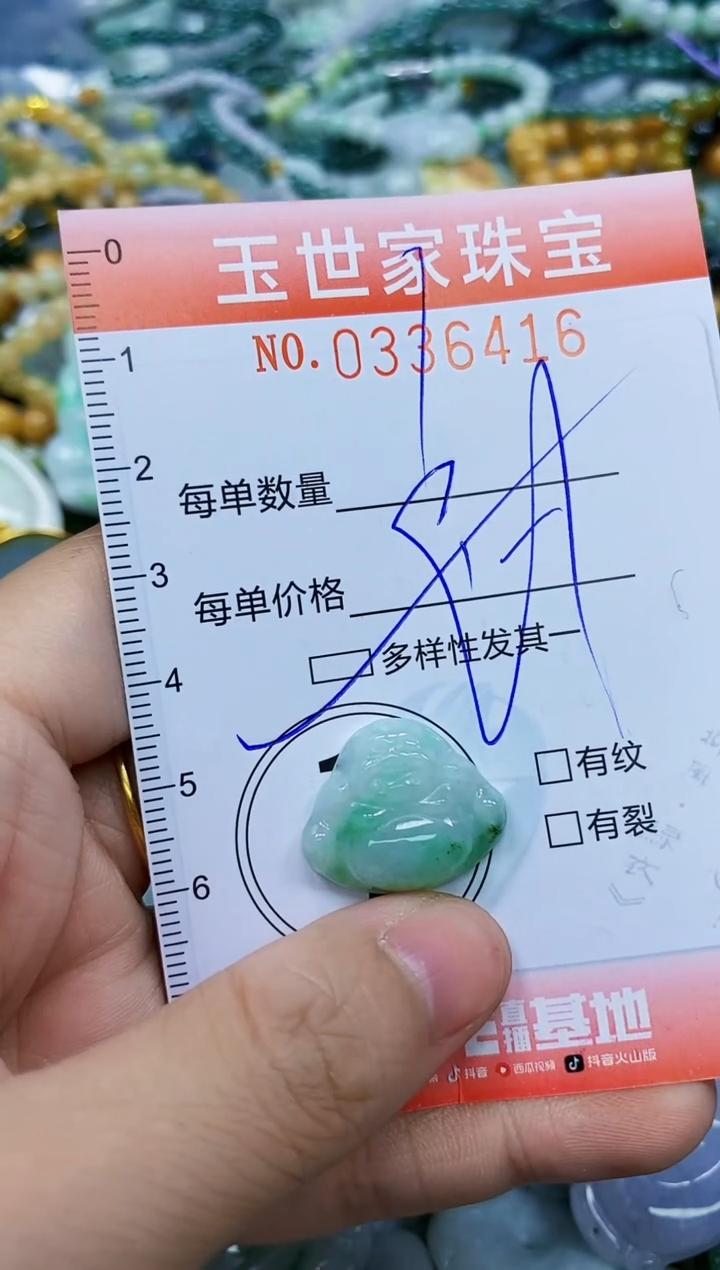 玉世家珠宝
NO.0336416
0
1
2
3
4
5
6
每单数量
每单价格
多样性发其一
有纹
有裂
直播基地
抖音 西瓜视频 抖音火山版